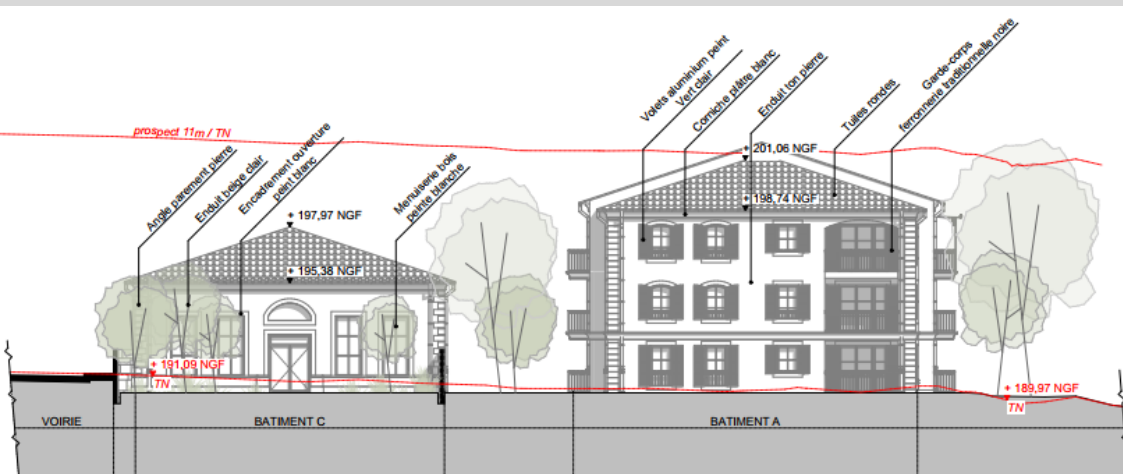 prospect 11m / TN
Angle parement pierre
Enduit beige clair
Encadrement ouverture
peint blanc
Menuiserie bois
peinte blanche
Volets aluminium peint
Vert clair
Corniche plâtre blanc
Enduit ton pierre
Tuiles rondes
Garde-corps
ferronnerie traditionnelle noire
+ 201,06 NGF
+ 198,74 NGF
+ 197,97 NGF
+ 195,38 NGF
+ 191,09 NGF
TN
+ 189,97 NGF
TN
VOIRIE
BATIMENT C
BATIMENT A